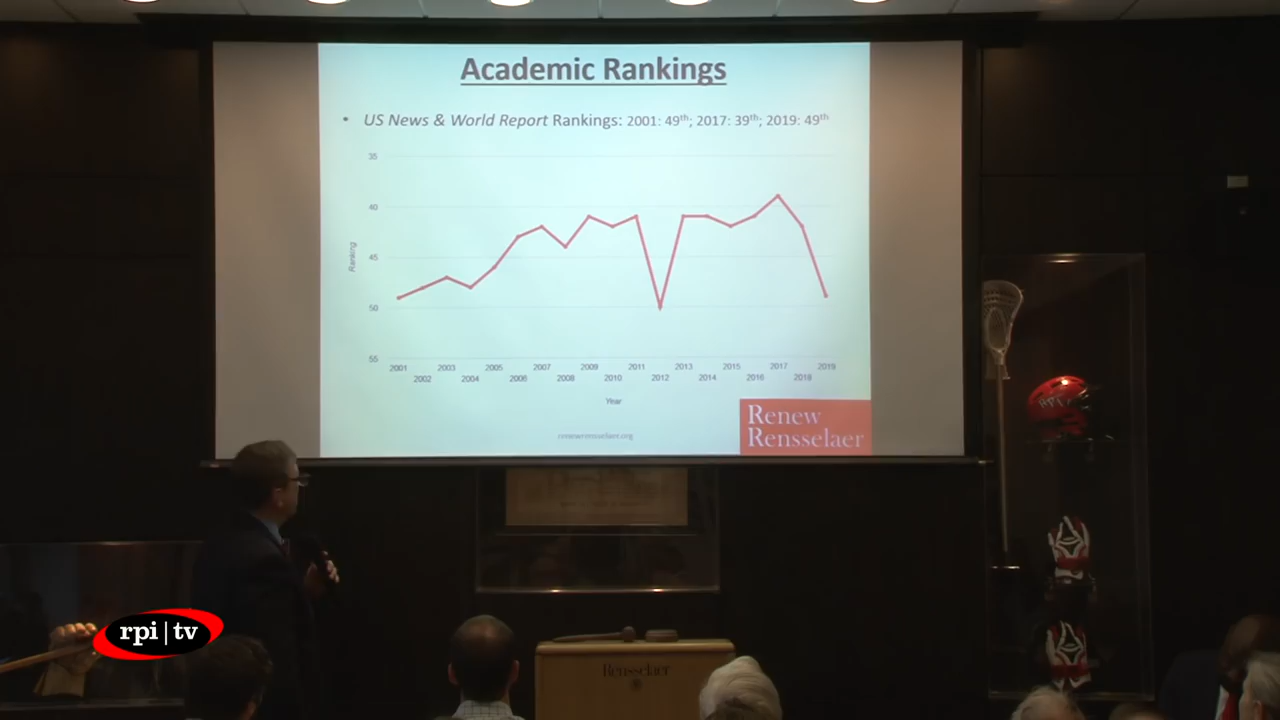 Academic Rankings
• US News & World Report Rankings: 2001: 49th; 2017: 39th; 2019: 49th
35
40
45
50
55
Ranking
2001 2003 2005 2007 2009 2011 2013 2015 2017 2019
2002 2004 2006 2008 2010 2012 2014 2016 2018
Year
renewrensselaer.org
Renew
Rensselaer
RPI
rpi|tv
Rensselaer